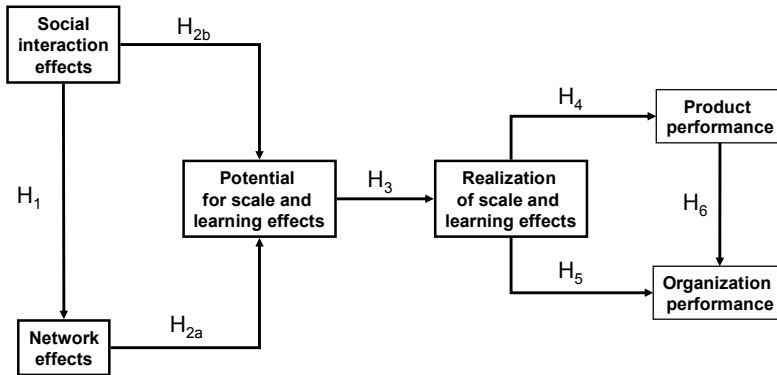 Social
interaction
effects
H2b
H4
Product
performance
H1
Potential
for scale and
learning effects
H3
Realization
of scale and
learning effects
H6
H5
Organization
performance
Network
effects
H2a